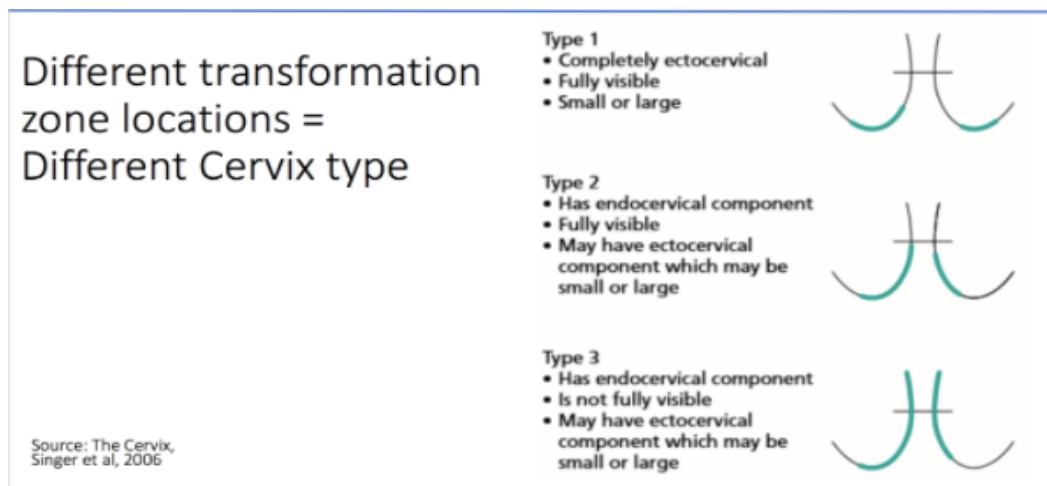 Different transformation
zone locations =
Different Cervix type
Source: The Cervix,
Singer et al, 2006
Type 1
• Completely ectocervical
• Fully visible
• Small or large
Type 2
• Has endocervical component
• Fully visible
• May have ectocervical
component which may be
small or large
Type 3
• Has endocervical component
• Is not fully visible
• May have ectocervical
component which may be
small or large